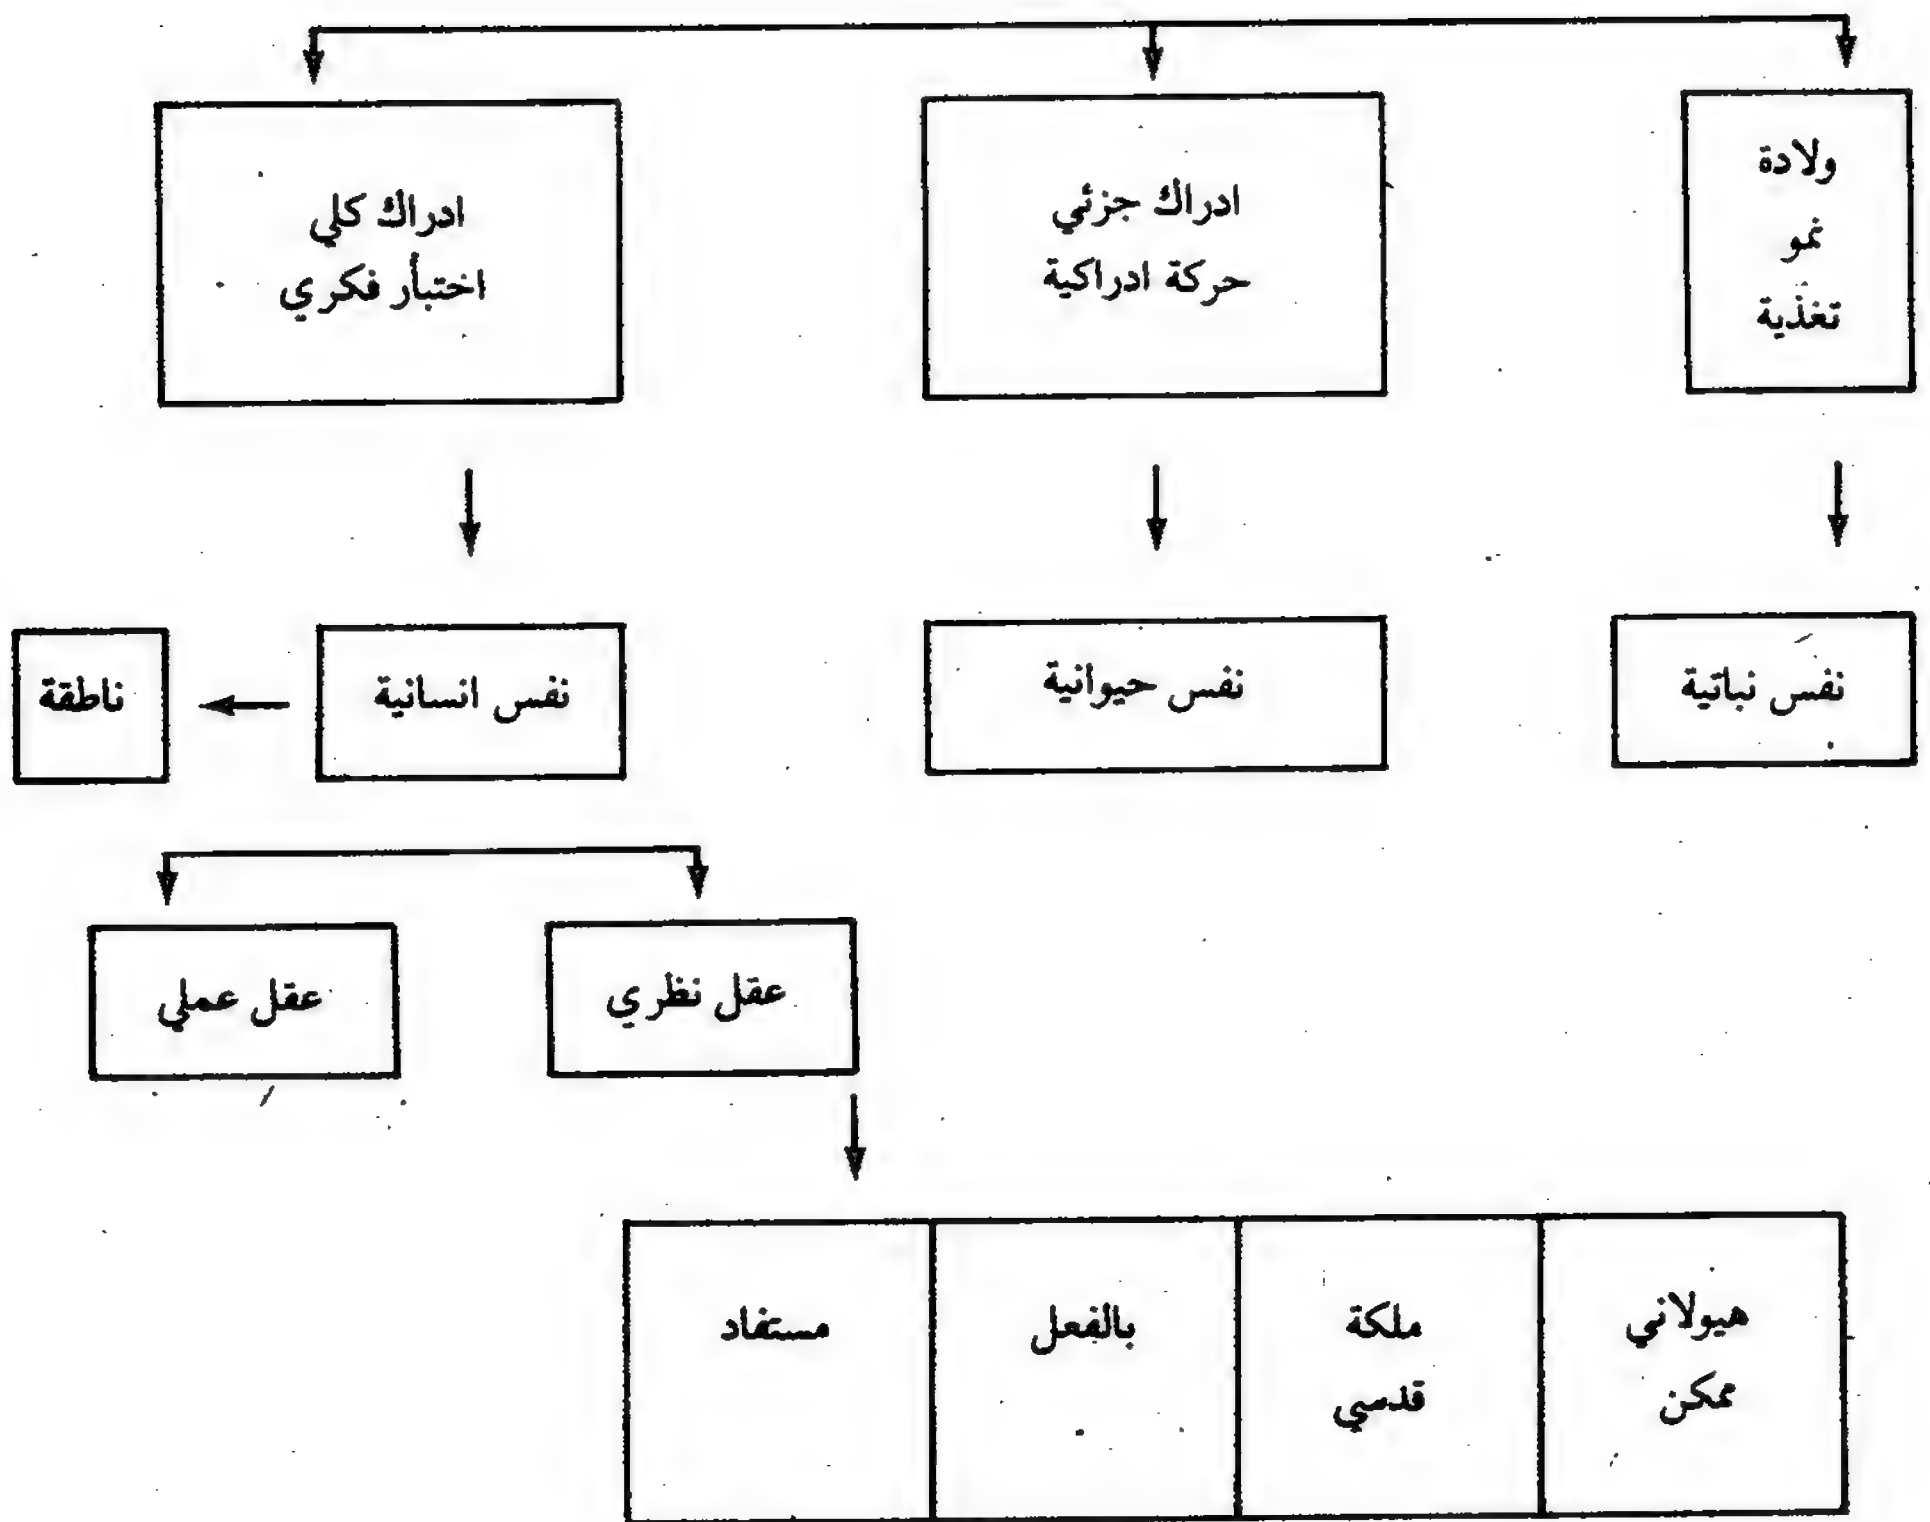 ولادة
نمو
تغذية
ادراك جزئي
حركة ادراكية
ادراك كلي
اختبأر فكري
نفس نباتية
نفس حيوانية
نفس انسانية
ناطقة
عقل نظري
عقل عملي
هيولاني
ممكن
ملكة
قدسي
بالفعل
مستفاد